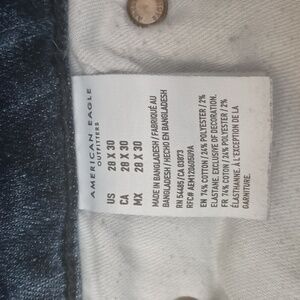 AMERICAN EAGLE
OUTFITTERS
US 28 X 30
CA 28 X 30
MX 28 X 30
MADE IN BANGLADESH / FABRIQUÉ AU
BANGLADESH / HECHO EN BANGLADESH
RN 54485 / CA 03873
RFC# AEM1206050J9A
EN 74% COTTON / 24% POLYESTER / 2%
ELASTANE. EXCLUSIVE OF DECORATION.
FR 74% COTON / 24% POLYESTER / 2%
ÉLASTHANNE. À L'EXCLUSION DE LA
GARNITURE.